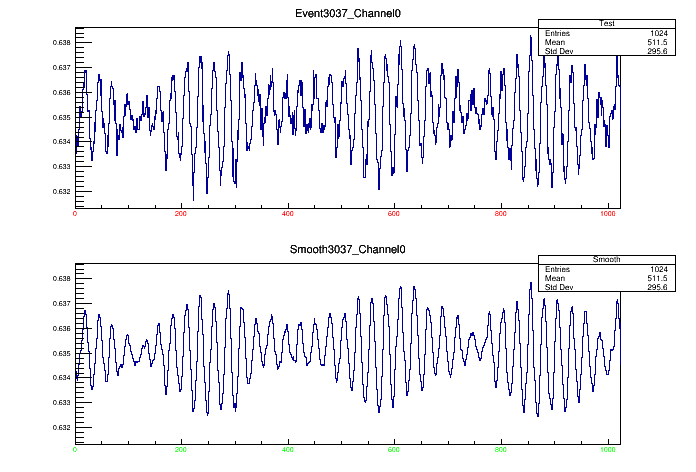 Event3037_Channel0
Test
Entries 1024
Mean 511.5
Std Dev 295.6
0.638
0.637
0.636
0.635
0.634
0.633
0.632
0 200 400 600 800 1000
Smooth3037_Channel0
Smooth
Entries 1024
Mean 511.5
Std Dev 295.6
0.638
0.637
0.636
0.635
0.634
0.633
0.632
0 200 400 600 800 1000